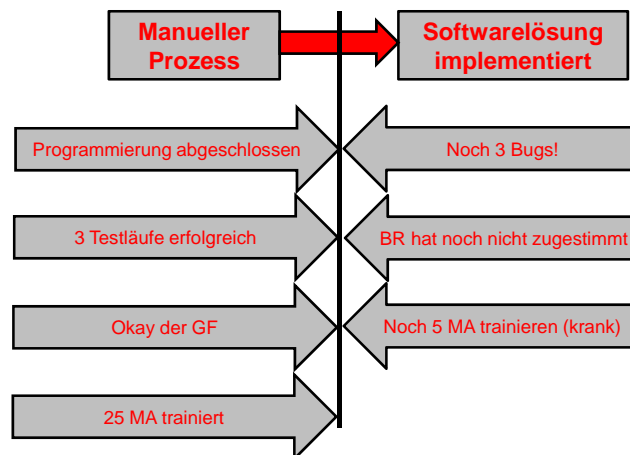 Manueller
Prozess
Softwarelösung
implementiert
Programmierung abgeschlossen
Noch 3 Bugs!
3 Testläufe erfolgreich
BR hat noch nicht zugestimmt
Okay der GF
Noch 5 MA trainieren (krank)
25 MA trainiert